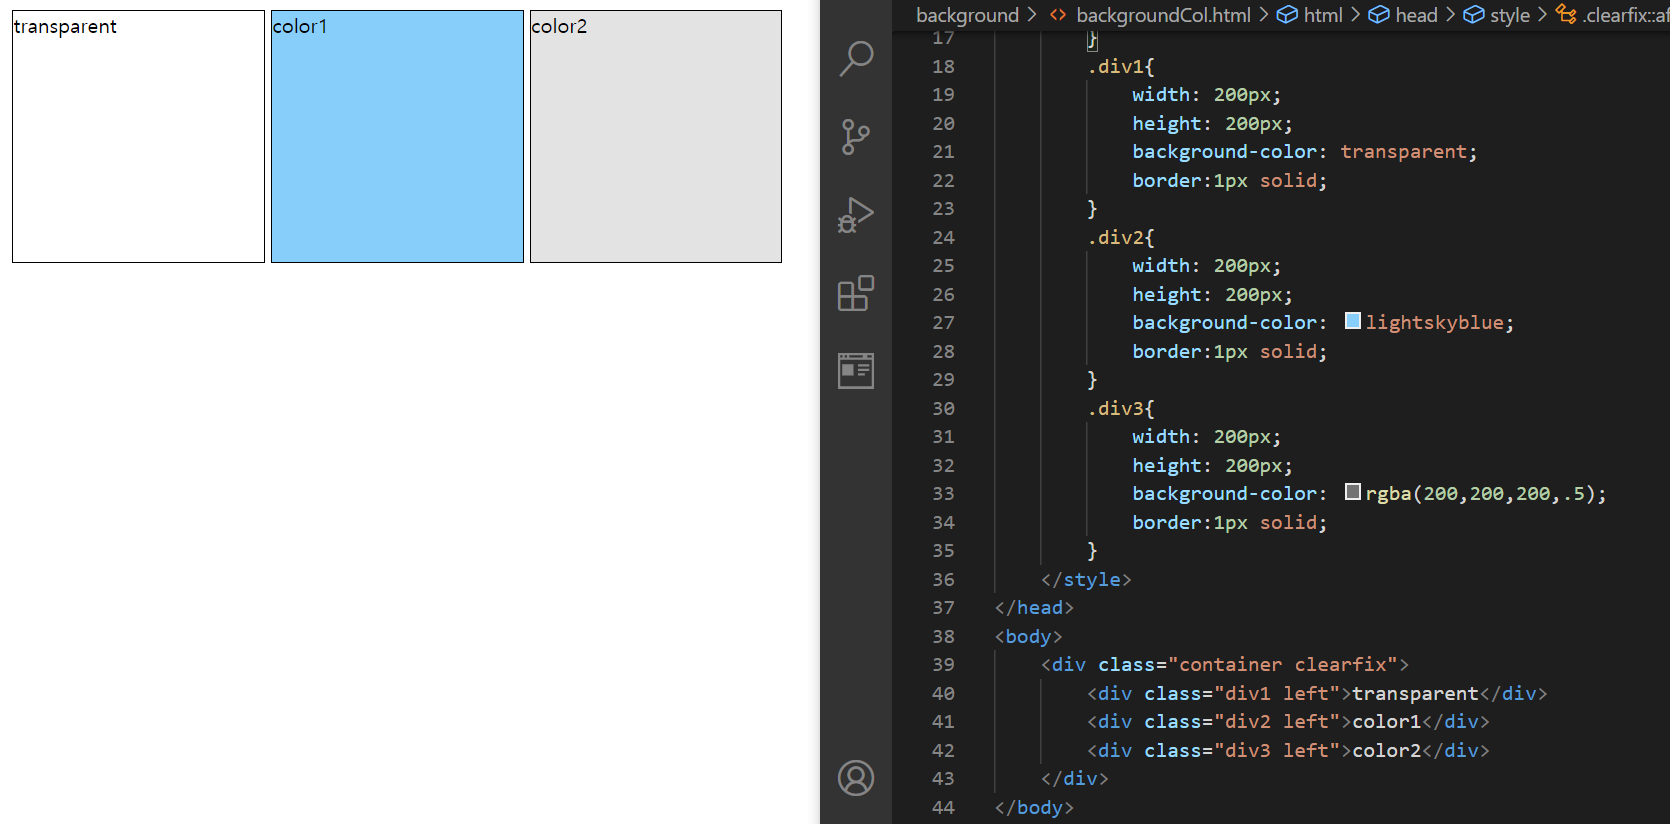 transparent
color1
color2
background > <> backgroundCol.html > html > head > style > .clearfix::af
17 }
18 .div1{
19 width: 200px;
20 height: 200px;
21 background-color: transparent;
22 border:1px solid;
23 }
24 .div2{
25 width: 200px;
26 height: 200px;
27 background-color: lightskyblue;
28 border:1px solid;
29 }
30 .div3{
31 width: 200px;
32 height: 200px;
33 background-color: rgba(200,200,200,.5);
34 border:1px solid;
35 }
36 </style>
37 </head>
38 <body>
39 <div class="container clearfix">
40 <div class="div1 left">transparent</div>
41 <div class="div2 left">color1</div>
42 <div class="div3 left">color2</div>
43 </div>
44 </body>